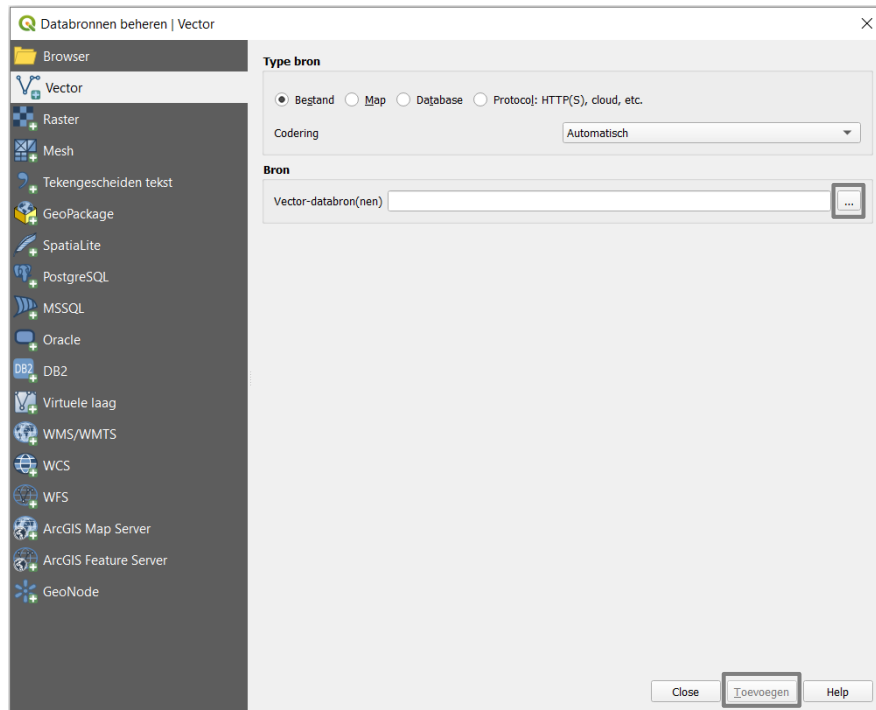 Databronnen beheren | Vector
Browser
Vector
Raster
Mesh
Tekengescheiden tekst
GeoPackage
SpatiaLite
PostgreSQL
MSSQL
Oracle
DB2
DB2
Virtuele laag
WMS/WMTS
WCS
WFS
ArcGIS Map Server
ArcGIS Feature Server
GeoNode
Type bron
Bestand Map Database Protocol: HTTP(S), cloud, etc.
Codering Automatisch
Bron
Vector-databron(nen) ...
Close Toevoegen Help